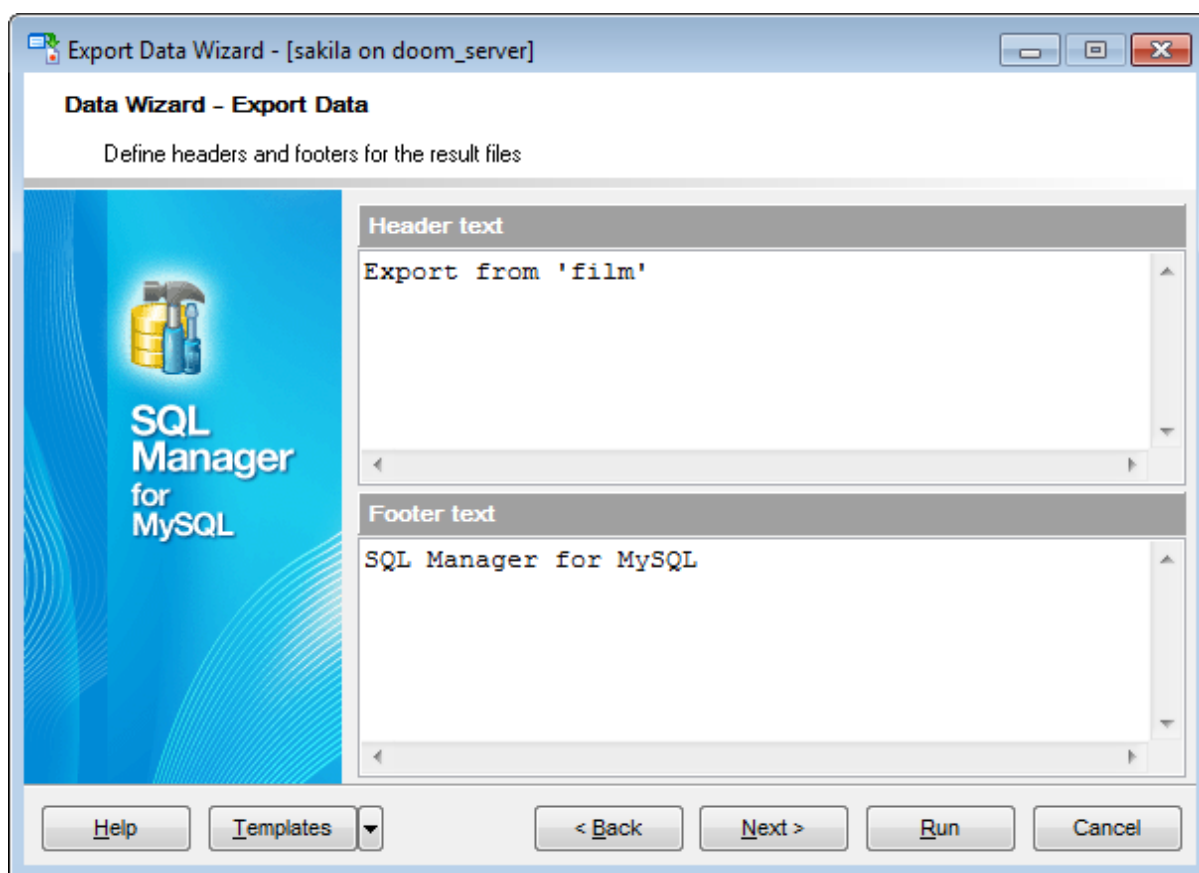 Export Data Wizard - [sakila on doom_server]
Data Wizard – Export Data
Define headers and footers for the result files
SQL
Manager
for
MySQL
Header text
Export from 'film'
Footer text
SQL Manager for MySQL
Help
Templates
< Back
Next >
Run
Cancel